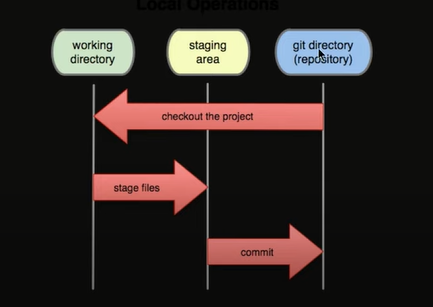 Local Operations
working
directory
staging
area
git directory
(repository)
checkout the project
stage files
commit